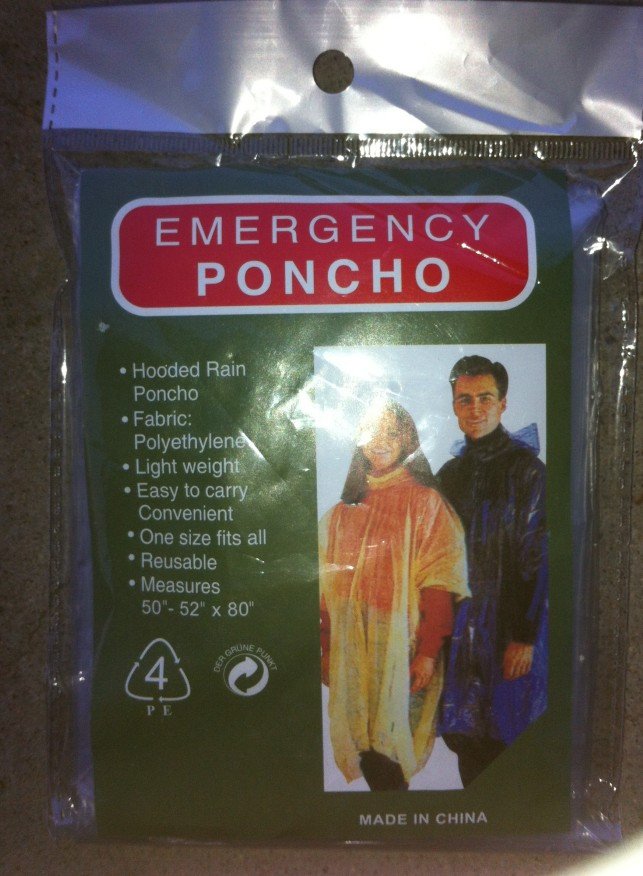 EMERGENCY
PONCHO
• Hooded Rain
Poncho
• Fabric:
Polyethylene
• Light weight
• Easy to carry
Convenient
• One size fits all
• Reusable
• Measures
50"- 52" x 80"
4
PE
DER GRÜNE PUNKT
MADE IN CHINA